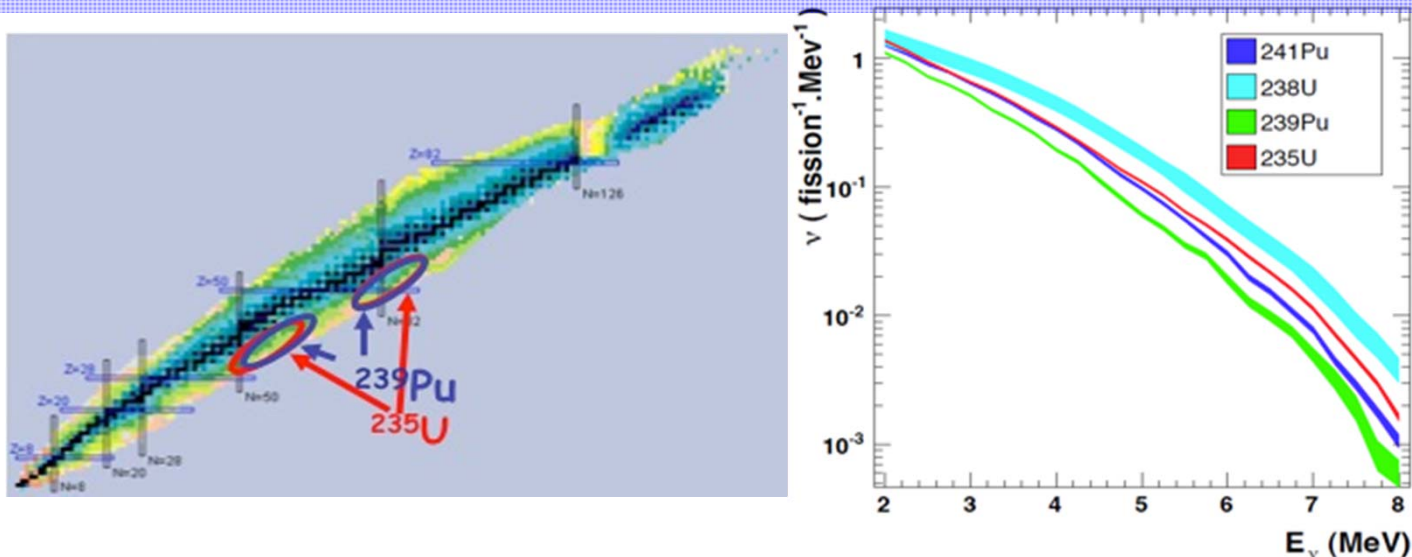 Z=82
N=126
Z=50
N=82
Z=28
N=50
239Pu
235U
Z=20
N=28
N=20
Z=8
N=8
ν ( fission⁻¹.Mev⁻¹ )
1
10⁻¹
10⁻²
10⁻³
241Pu
238U
239Pu
235U
2 3 4 5 6 7 8
Eν (MeV)